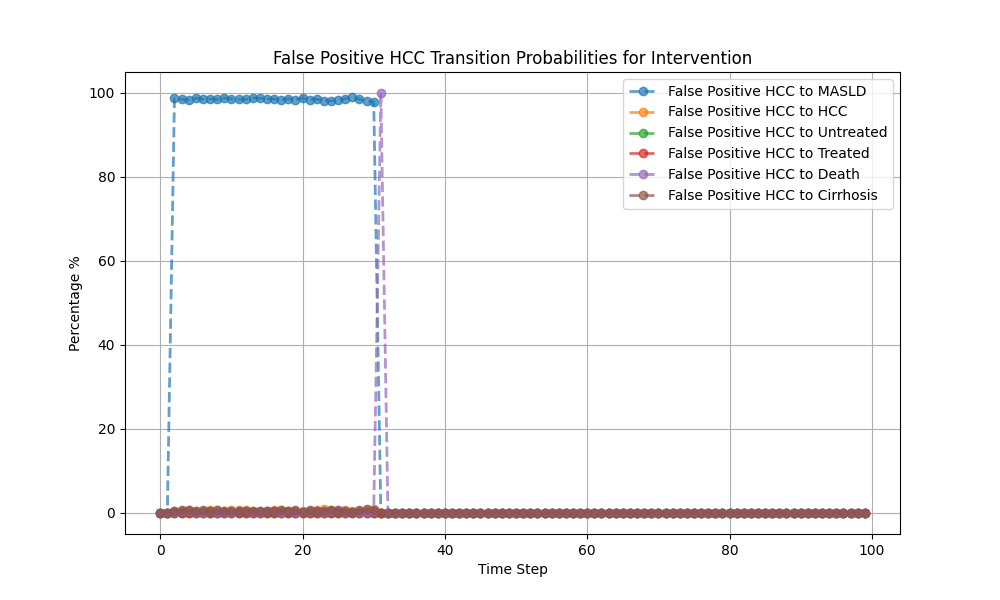 False Positive HCC Transition Probabilities for Intervention
100
80
60
40
20
0
Percentage %
False Positive HCC to MASLD
False Positive HCC to HCC
False Positive HCC to Untreated
False Positive HCC to Treated
False Positive HCC to Death
False Positive HCC to Cirrhosis
0 20 40 60 80 100
Time Step